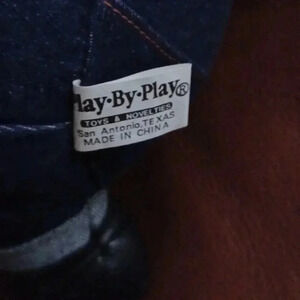 Play-By-Play®
TOYS & NOVELTIES
San Antonio, TEXAS
MADE IN CHINA